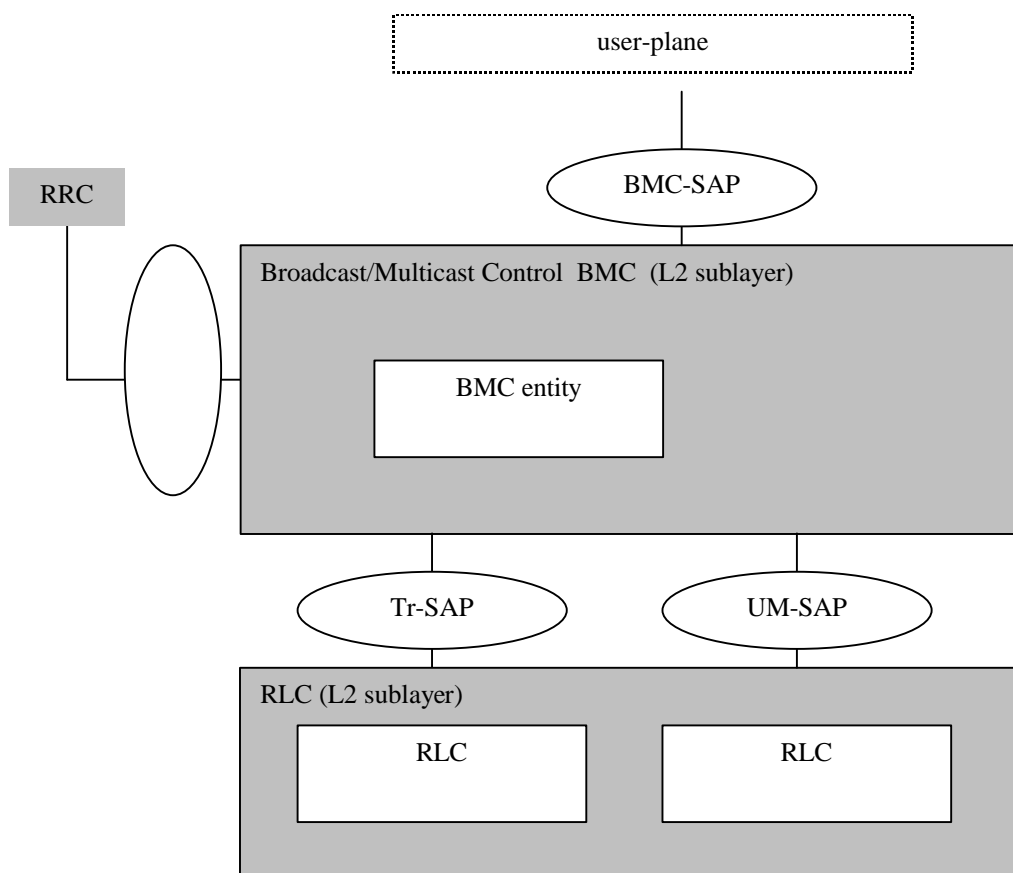 user-plane
BMC-SAP
RRC
Broadcast/Multicast Control  BMC  (L2 sublayer)
BMC entity
Tr-SAP
UM-SAP
RLC (L2 sublayer)
RLC
RLC